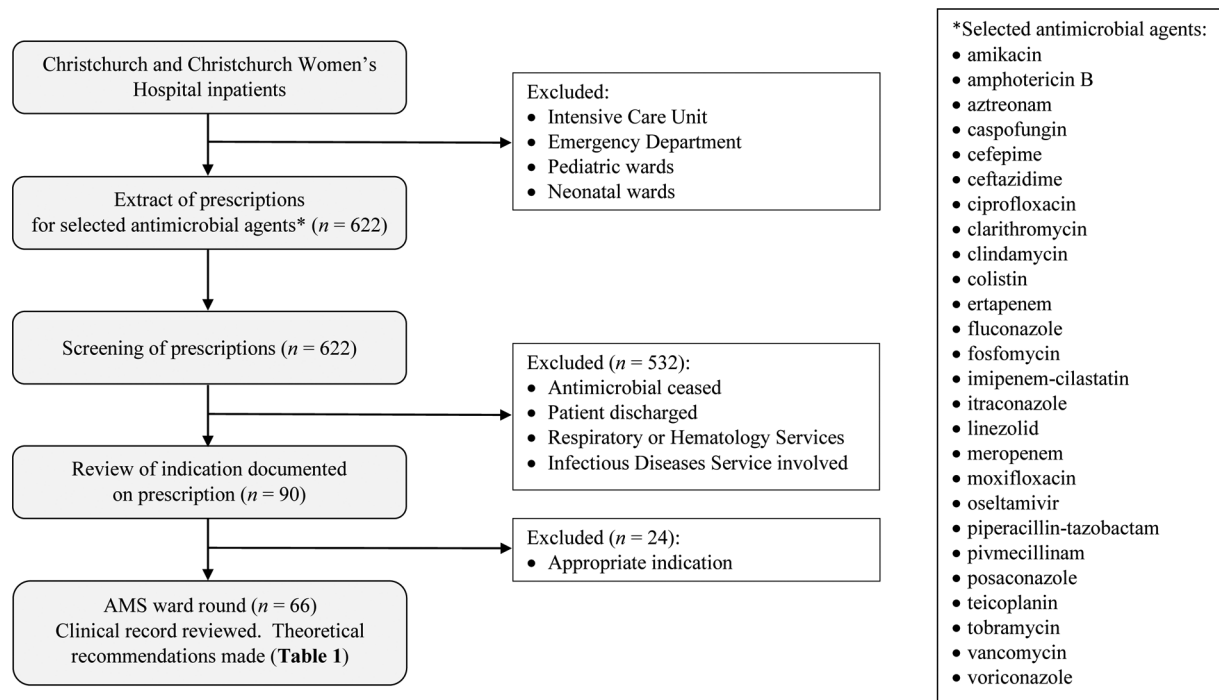 Christchurch and Christchurch Women’s
Hospital inpatients
Excluded:
• Intensive Care Unit
• Emergency Department
• Pediatric wards
• Neonatal wards
Extract of prescriptions
for selected antimicrobial agents* (n = 622)
Screening of prescriptions (n = 622)
Excluded (n = 532):
• Antimicrobial ceased
• Patient discharged
• Respiratory or Hematology Services
• Infectious Diseases Service involved
Review of indication documented
on prescription (n = 90)
Excluded (n = 24):
• Appropriate indication
AMS ward round (n = 66)
Clinical record reviewed. Theoretical
recommendations made (Table 1)
*Selected antimicrobial agents:
• amikacin
• amphotericin B
• aztreonam
• caspofungin
• cefepime
• ceftazidime
• ciprofloxacin
• clarithromycin
• clindamycin
• colistin
• ertapenem
• fluconazole
• fosfomycin
• imipenem-cilastatin
• itraconazole
• linezolid
• meropenem
• moxifloxacin
• oseltamivir
• piperacillin-tazobactam
• pivmecillinam
• posaconazole
• teicoplanin
• tobramycin
• vancomycin
• voriconazole